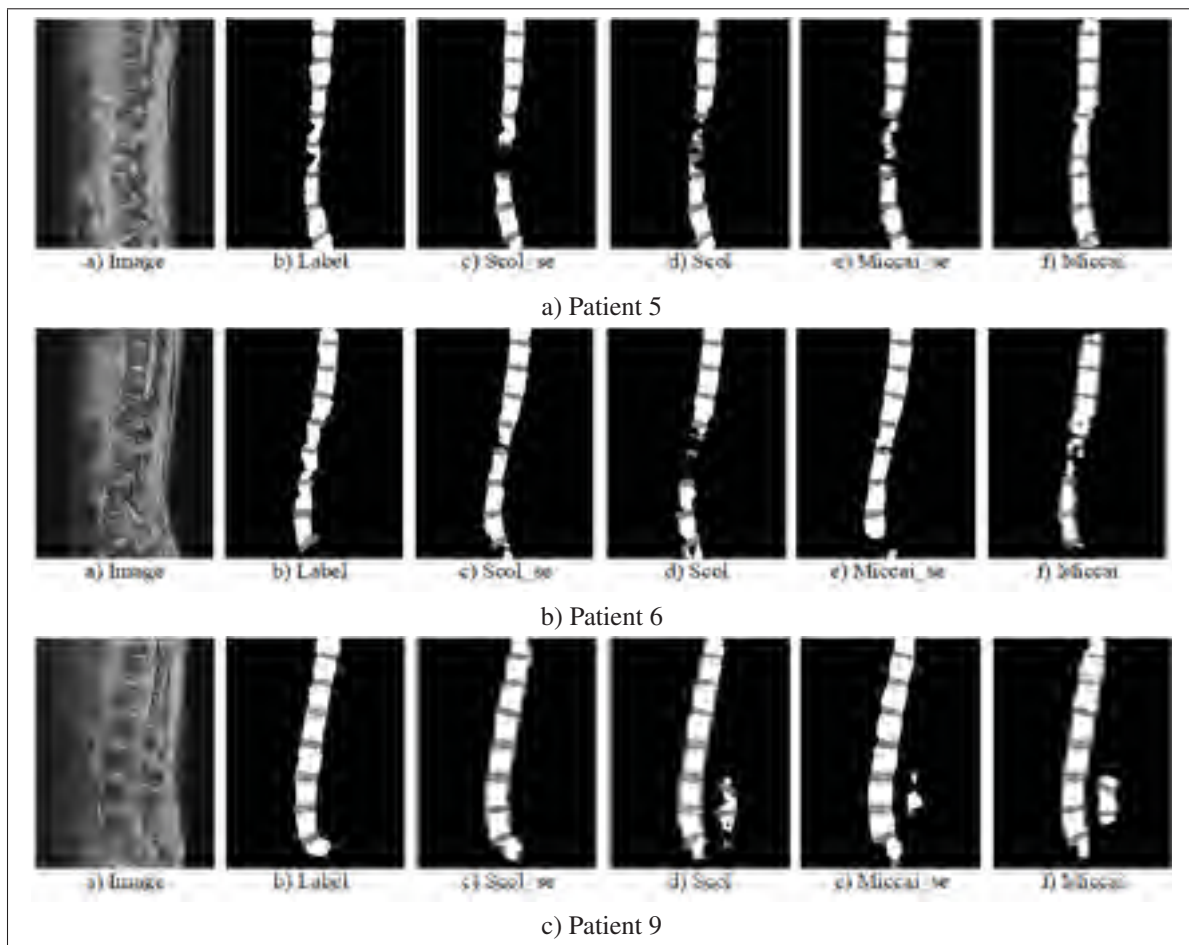 a) Image b) Label c) Scol_se d) Scol e) Miccai_se f) Miccai
a) Patient 5
a) Image b) Label c) Scol_se d) Scol e) Miccai_se f) Miccai
b) Patient 6
a) Image b) Label c) Scol_se d) Scol e) Miccai_se f) Miccai
c) Patient 9